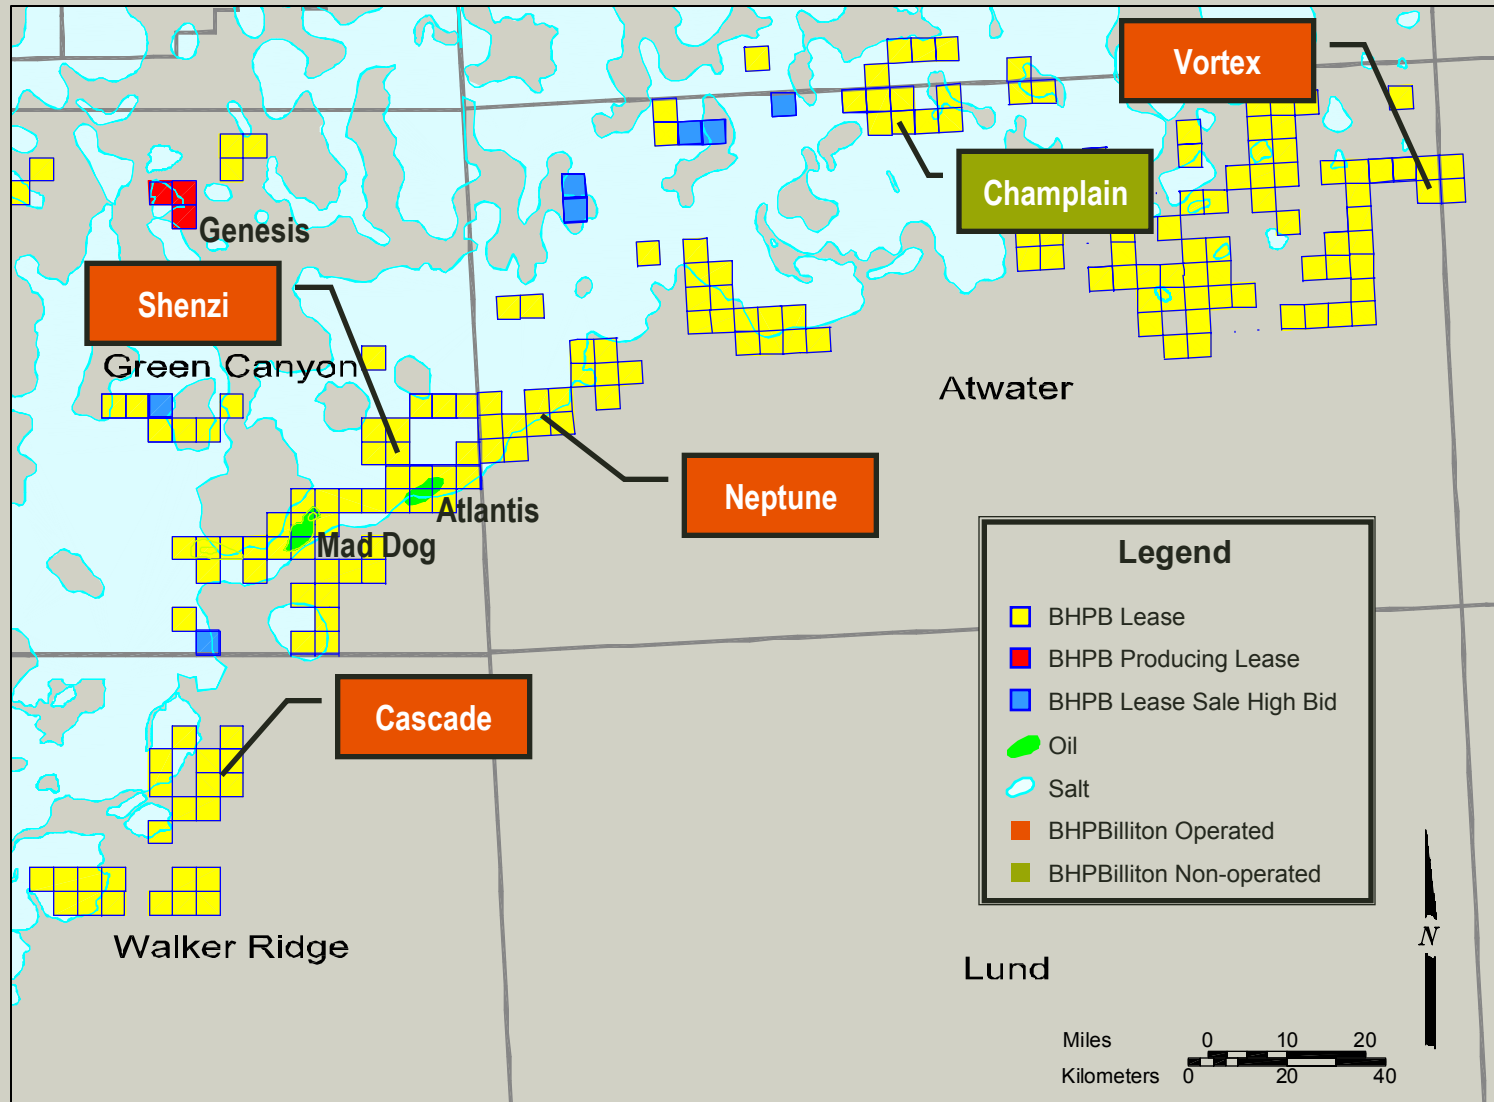 Vortex
Champlain
Genesis
Shenzi
Green Canyon
Atwater
Neptune
Atlantis
Mad Dog
Cascade
Walker Ridge
Lund
Legend
BHPB Lease
BHPB Producing Lease
BHPB Lease Sale High Bid
Oil
Salt
BHPBilliton Operated
BHPBilliton Non-operated
N
Miles 0 10 20
Kilometers 0 20 40